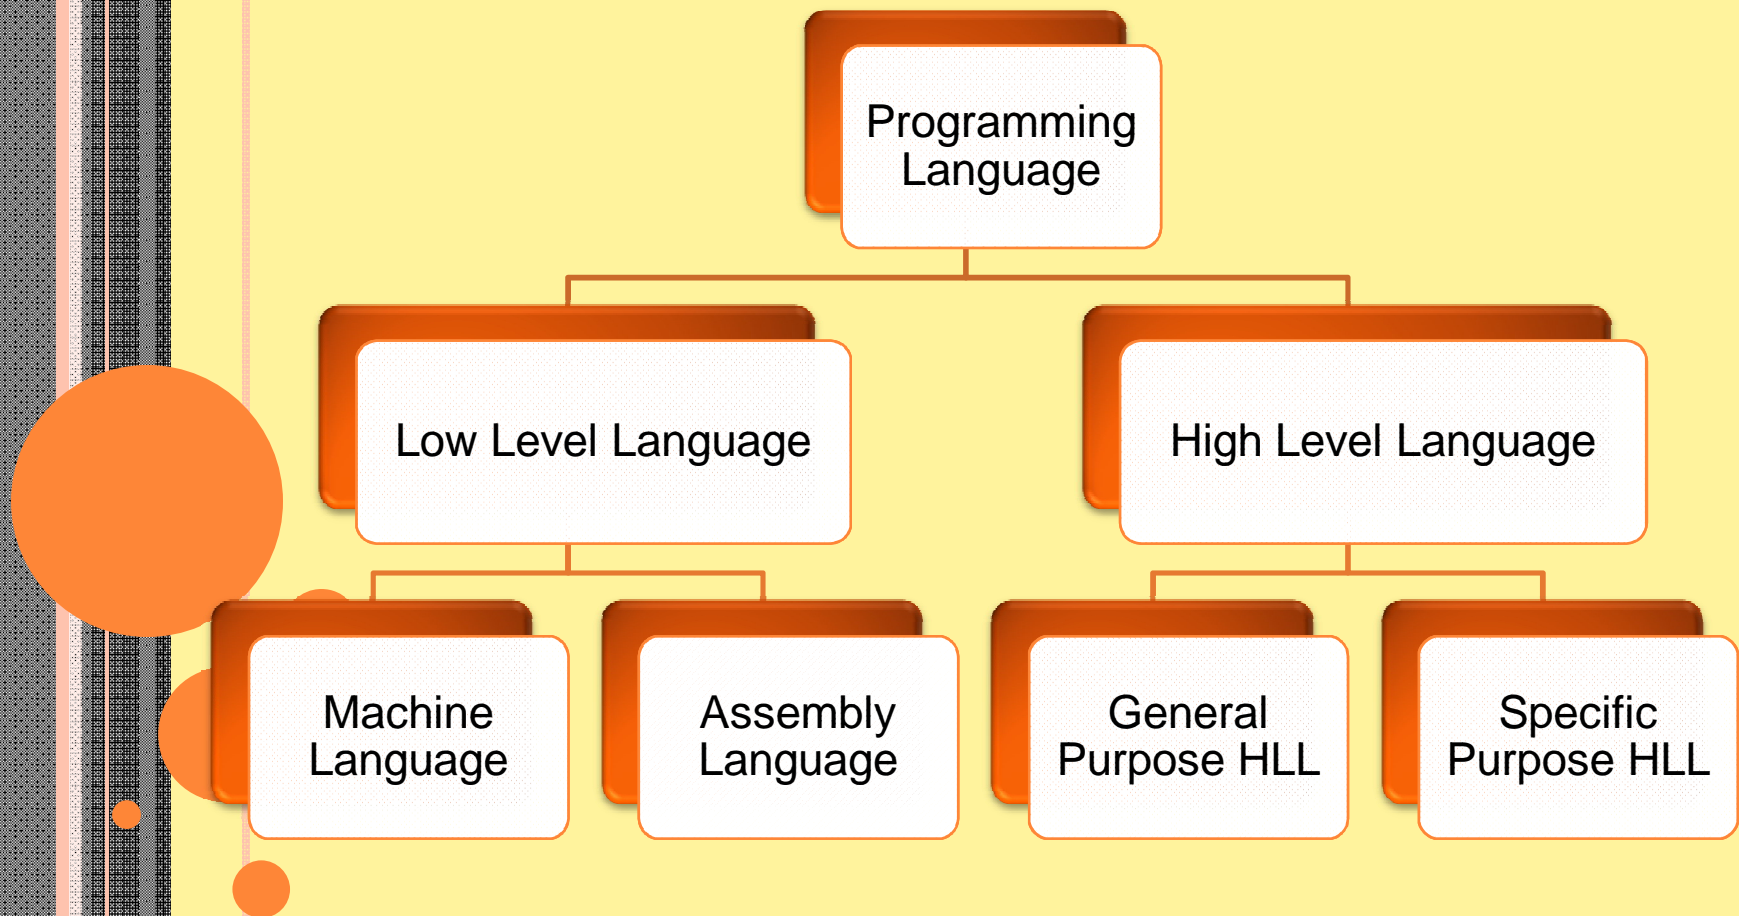 Programming
Language
Low Level Language
High Level Language
Machine
Language
Assembly
Language
General
Purpose HLL
Specific
Purpose HLL